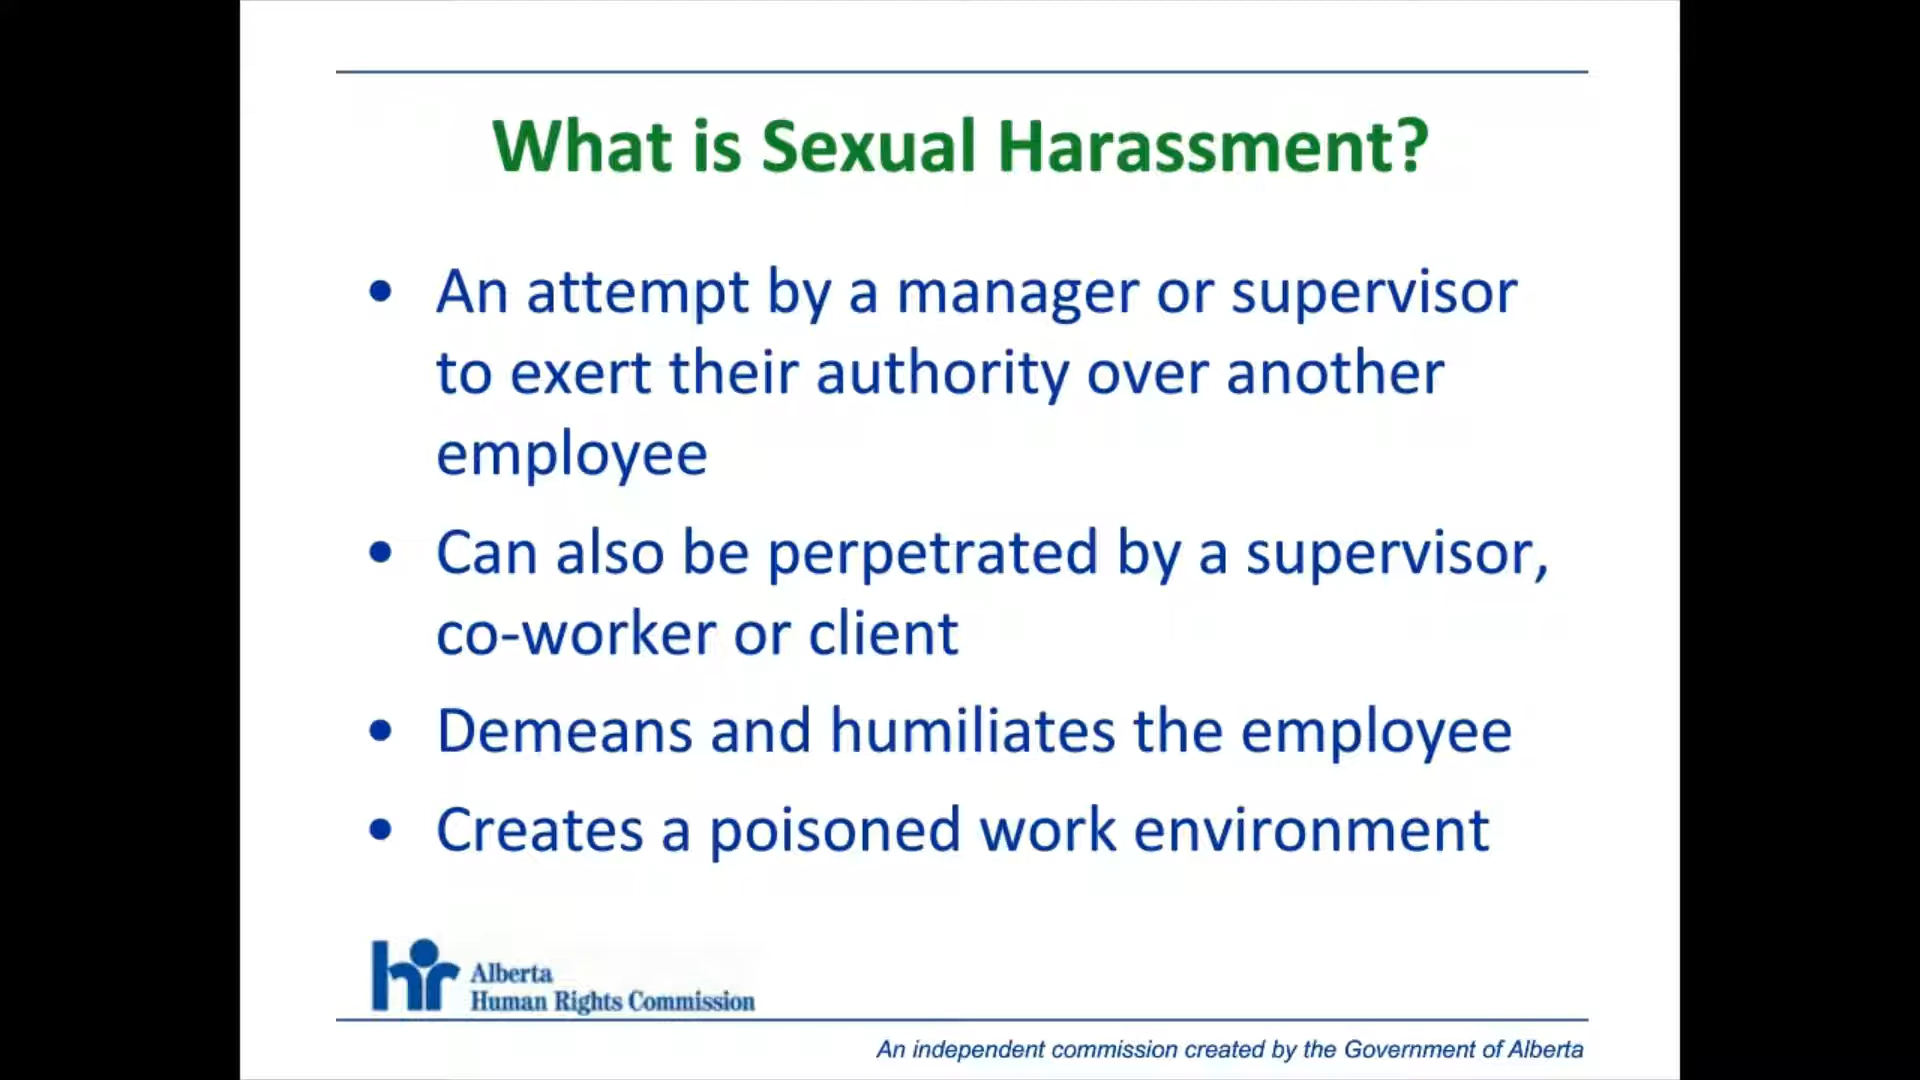 What is Sexual Harassment?
• An attempt by a manager or supervisor
to exert their authority over another
employee
• Can also be perpetrated by a supervisor,
co-worker or client
• Demeans and humiliates the employee
• Creates a poisoned work environment
hr Alberta
Human Rights Commission
An independent commission created by the Government of Alberta